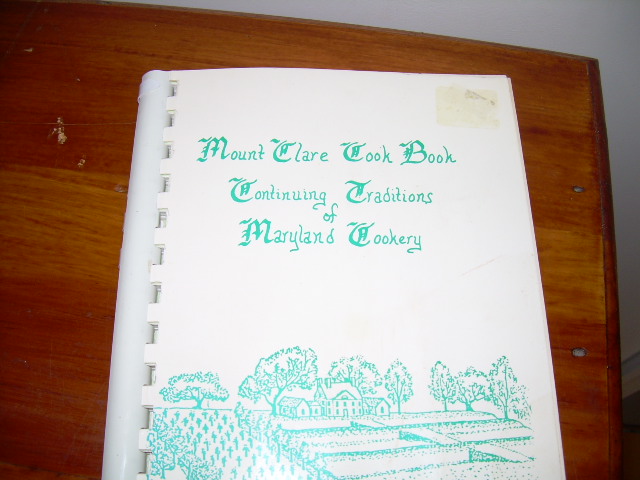 Mount Clare Cook Book
Continuing Traditions
of
Maryland Cookery